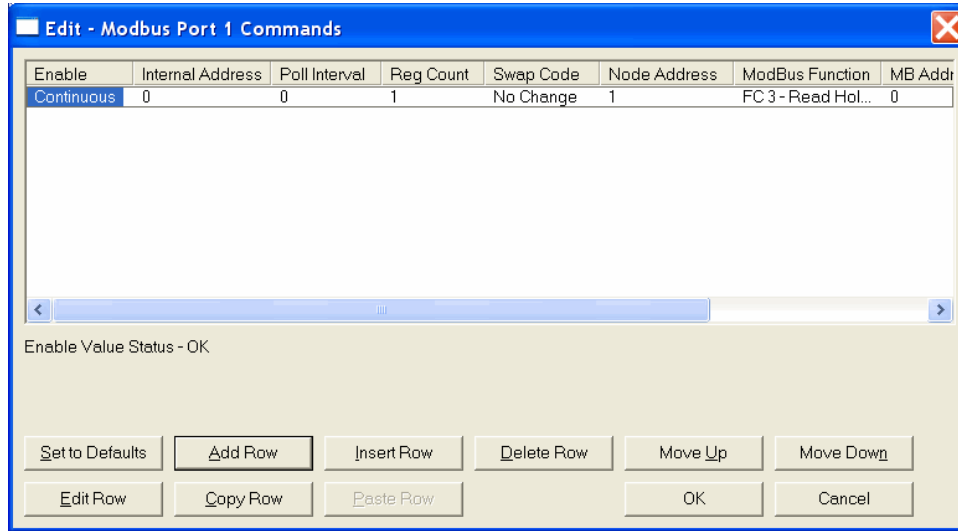 Edit - Modbus Port 1 Commands
Enable Internal Address Poll Interval Reg Count Swap Code Node Address ModBus Function MB Addr
Continuous 0 0 1 No Change 1 FC 3 - Read Hol... 0
Enable Value Status - OK
Set to Defaults Add Row Insert Row Delete Row Move Up Move Down
Edit Row Copy Row Paste Row OK Cancel